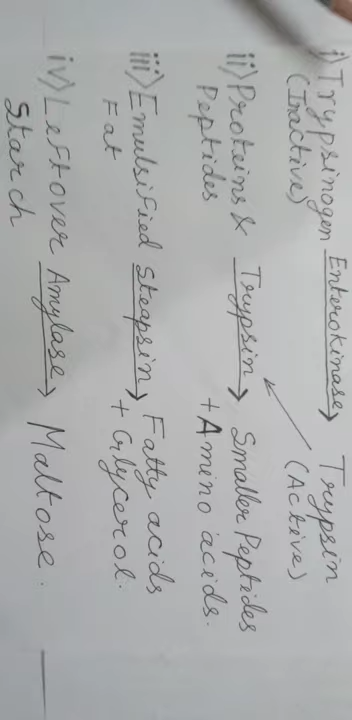 i) Trypsinogen Enterokinase → Trypsin
(Inactive) (Active)
ii) Proteins & Trypsin → Smaller Peptides
Peptides + Amino acids.
iii) Emulsified Steapsin → Fatty acids
Fat + Glycerol.
iv) Leftover Amylase → Maltose.
Starch